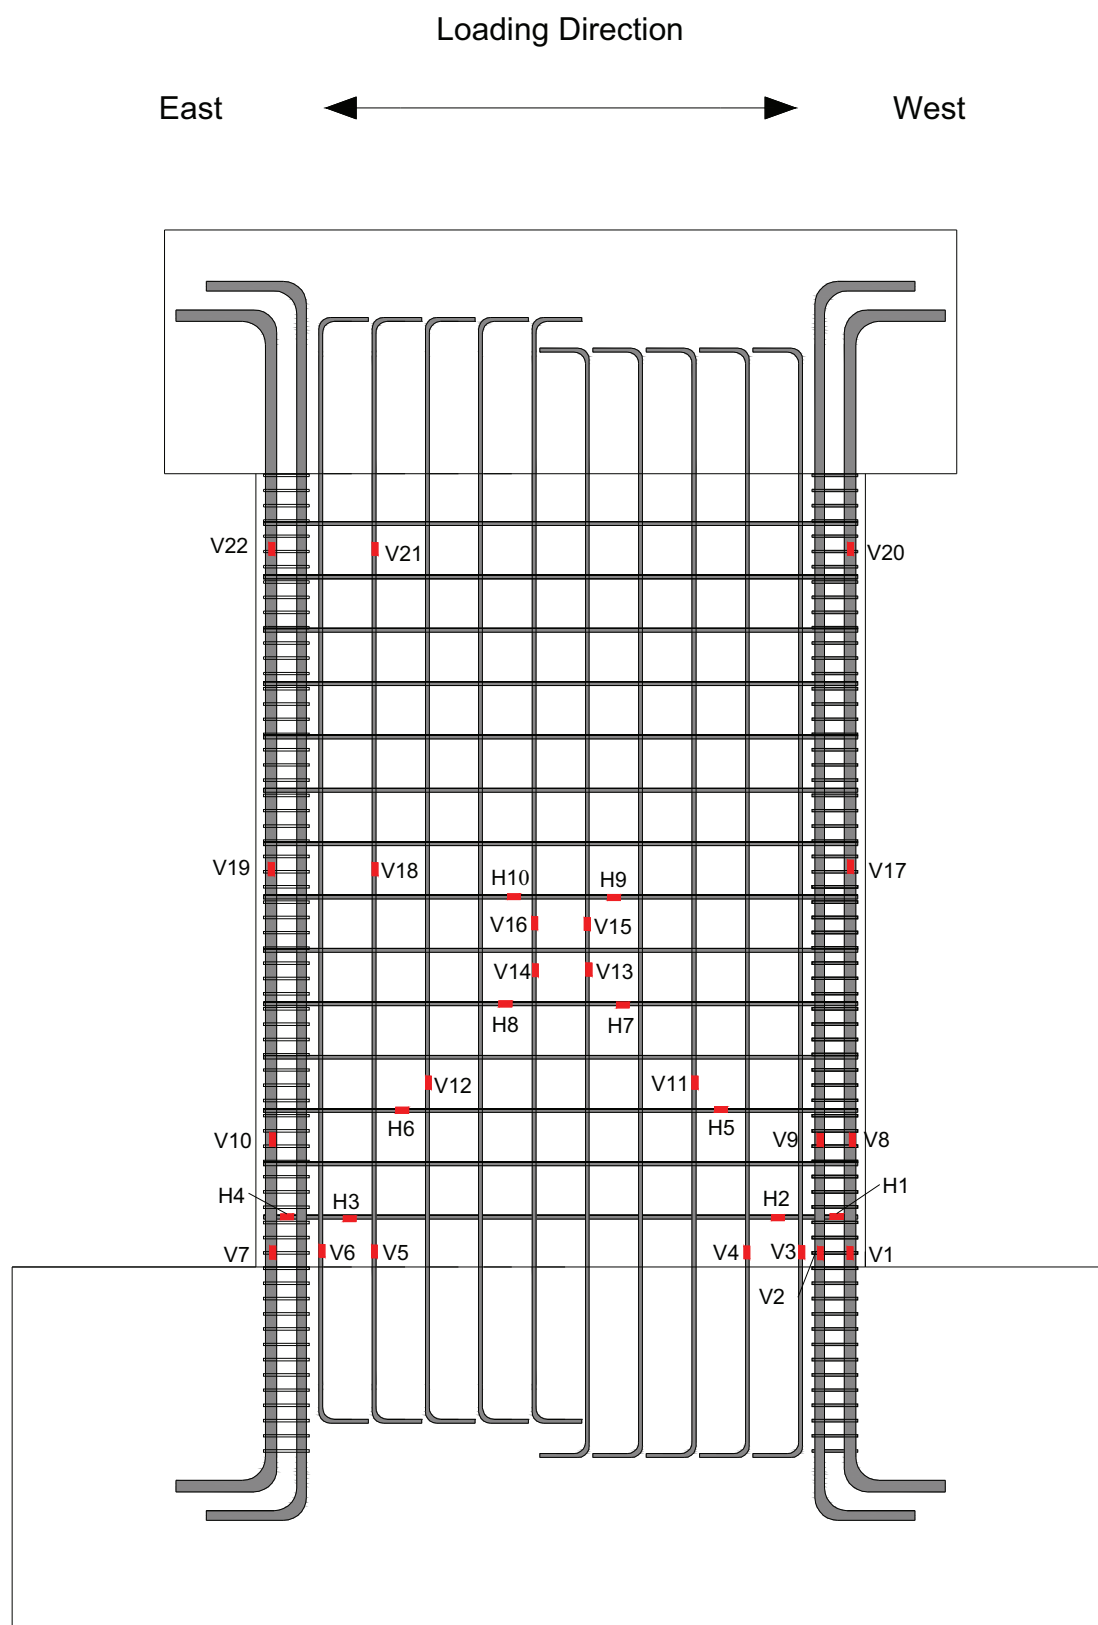 Loading Direction
East West
V22 V21 V20
V19 V18 V17
H10 H9
V16 V15
V14 V13
H8 H7
V12 V11
H6 H5
V10 V9 V8
H4 H3 H2 H1
V7 V6 V5 V4 V3 V1
V2